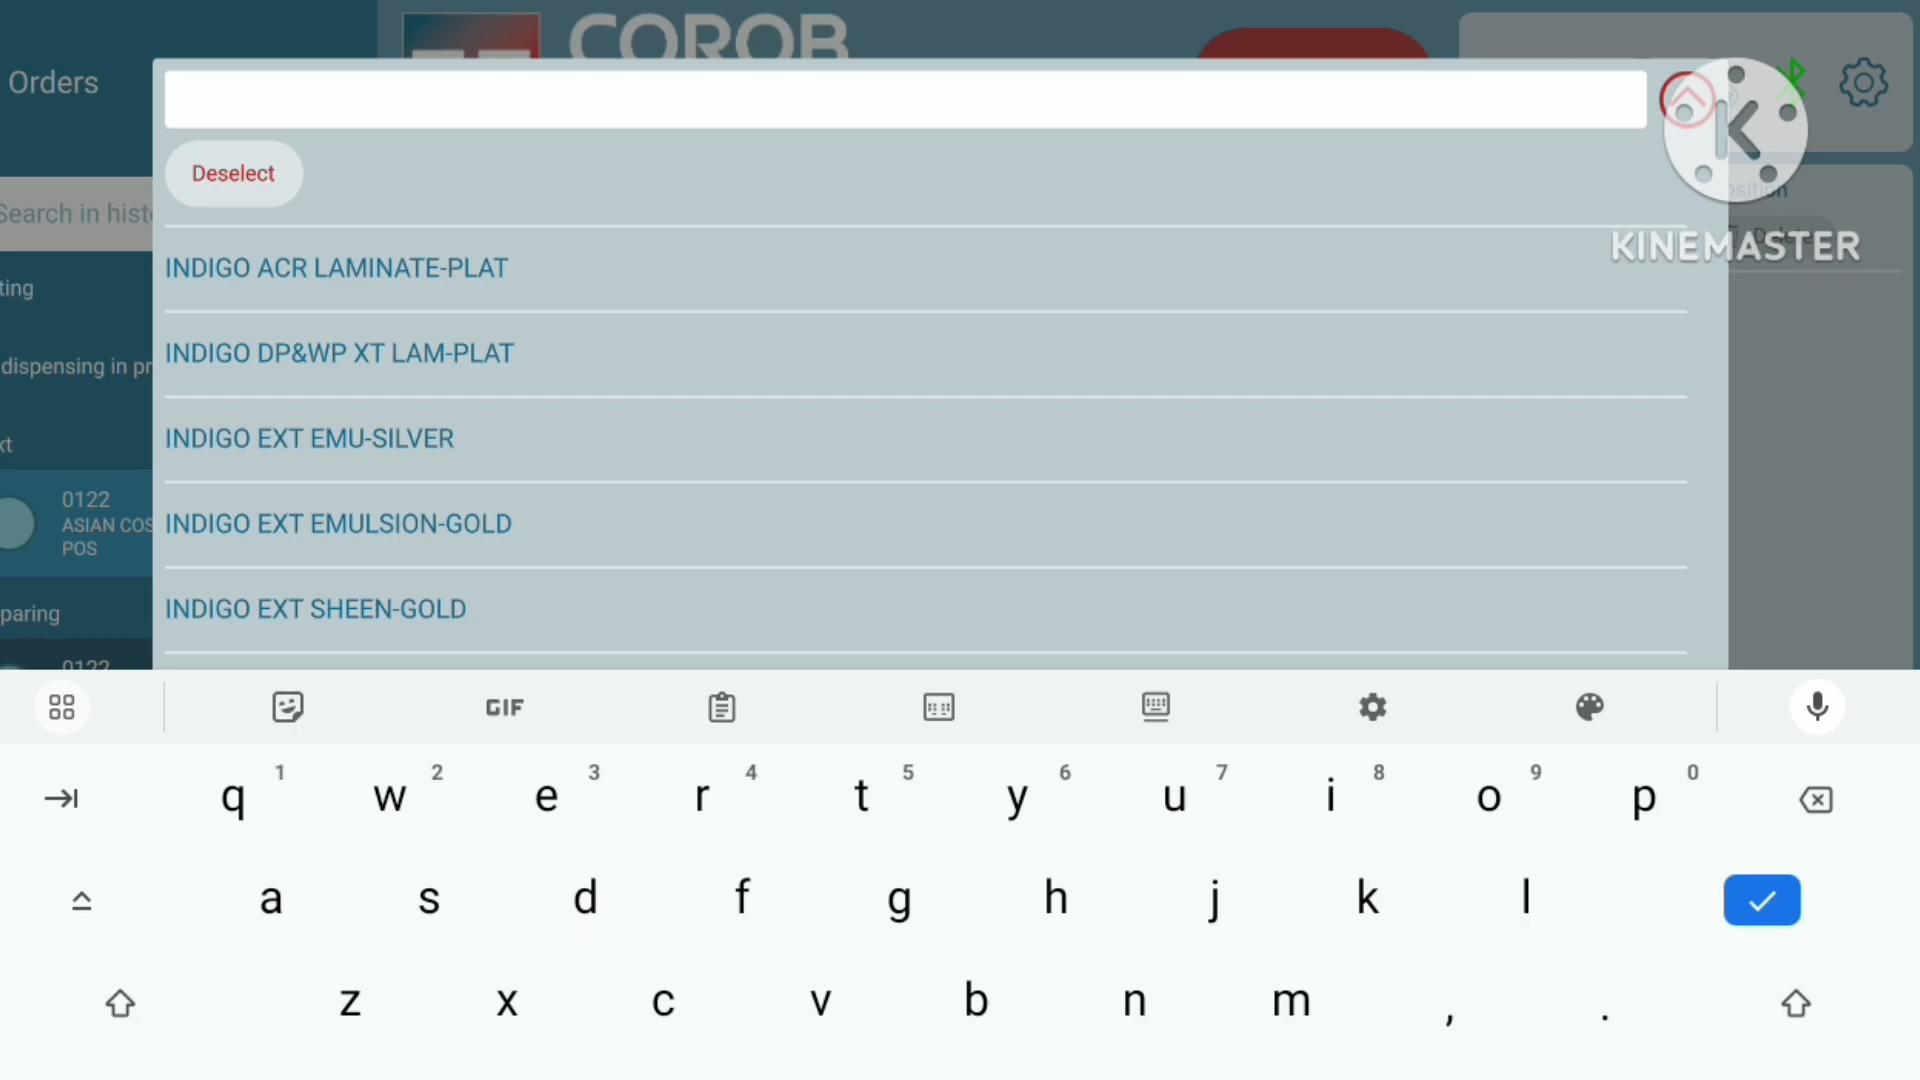 COROB
Orders
Deselect
Search in hist
osition
KINEMASTER
INDIGO ACR LAMINATE-PLAT
ting
INDIGO DP&WP XT LAM-PLAT
dispensing in pr
INDIGO EXT EMU-SILVER
xt
0122
ASIAN COS
POS
INDIGO EXT EMULSION-GOLD
INDIGO EXT SHEEN-GOLD
paring
0122
GIF
1 2 3 4 5 6 7 8 9 0
q w e r t y u i o p
a s d f g h j k l
z x c v b n m , .